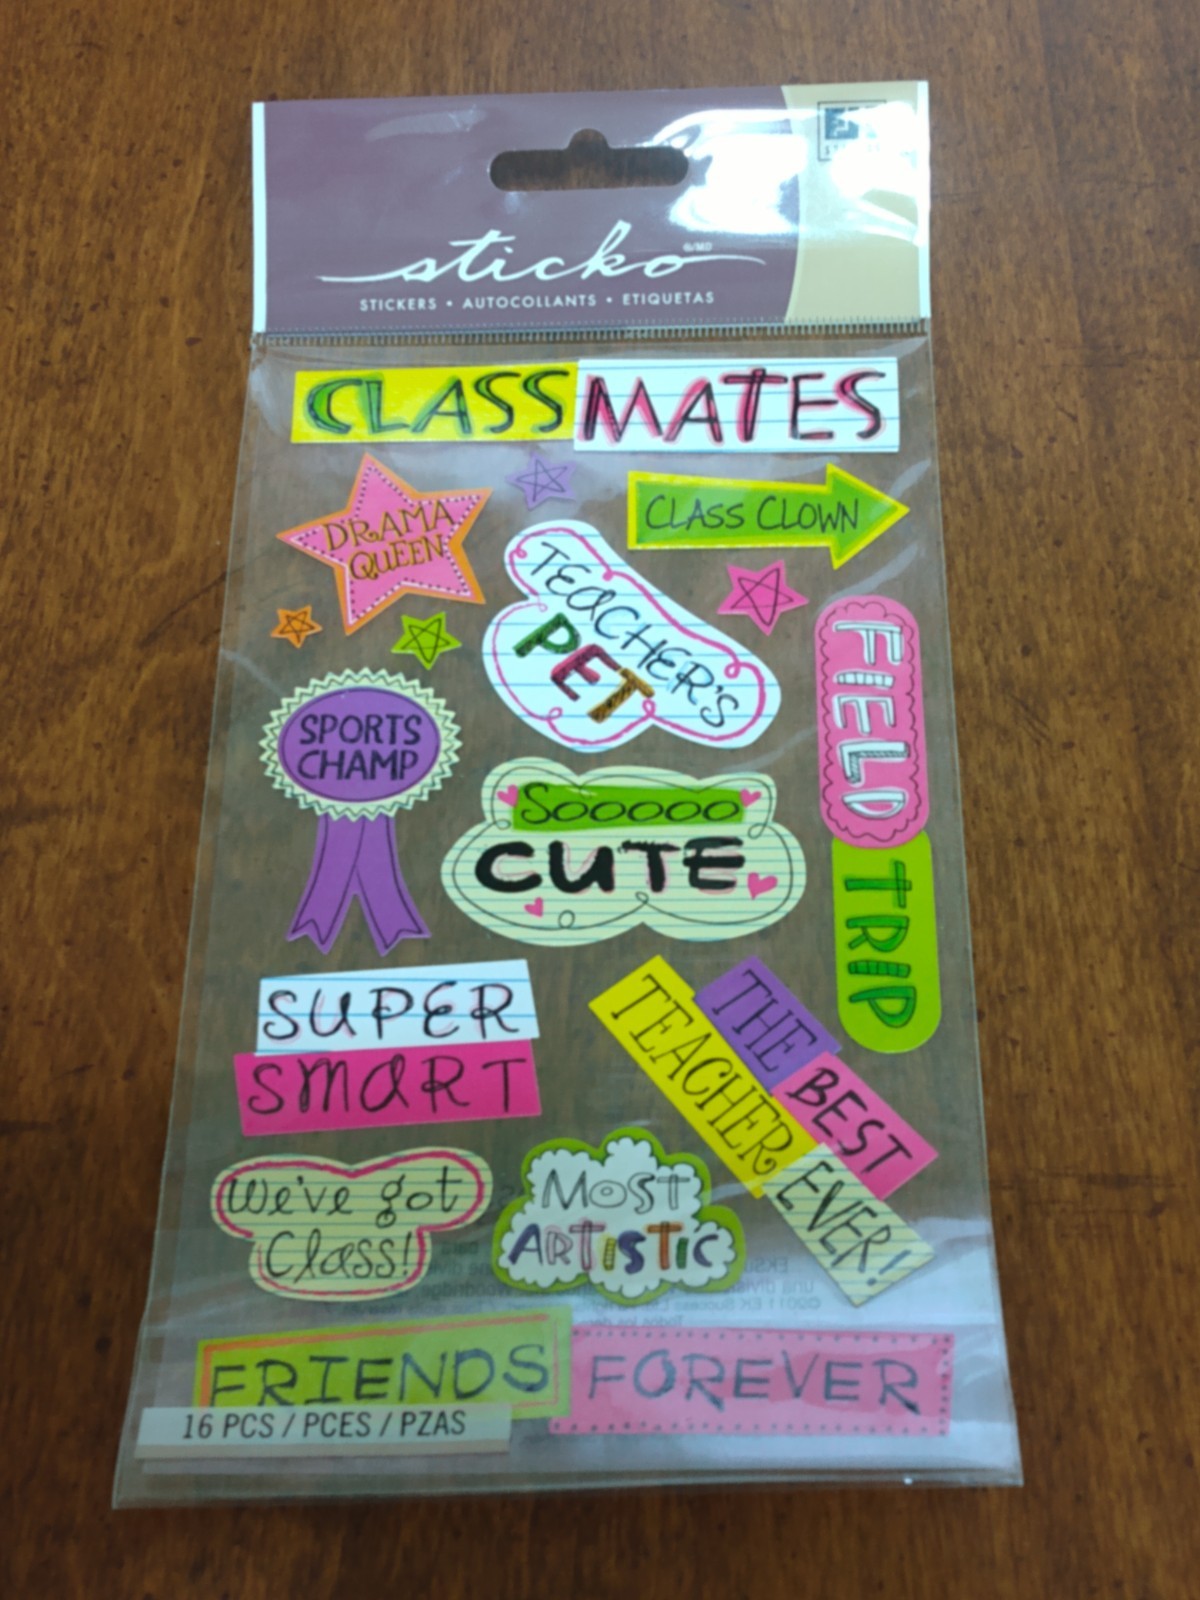 sticko
®/MD
STICKERS • AUTOCOLLANTS • ETIQUETAS
CLASSMATES
DRAMA
QUEEN
CLASS CLOWN
TEACHER'S
PET
FIELD TRIP
SPORTS
CHAMP
Sooooo
CUTE
SUPER
SMART
THE BEST
TEACHER EVER!
We've got
Class!
MOST
ARTISTIC
FRIENDS FOREVER
16 PCS / PCES / PZAS